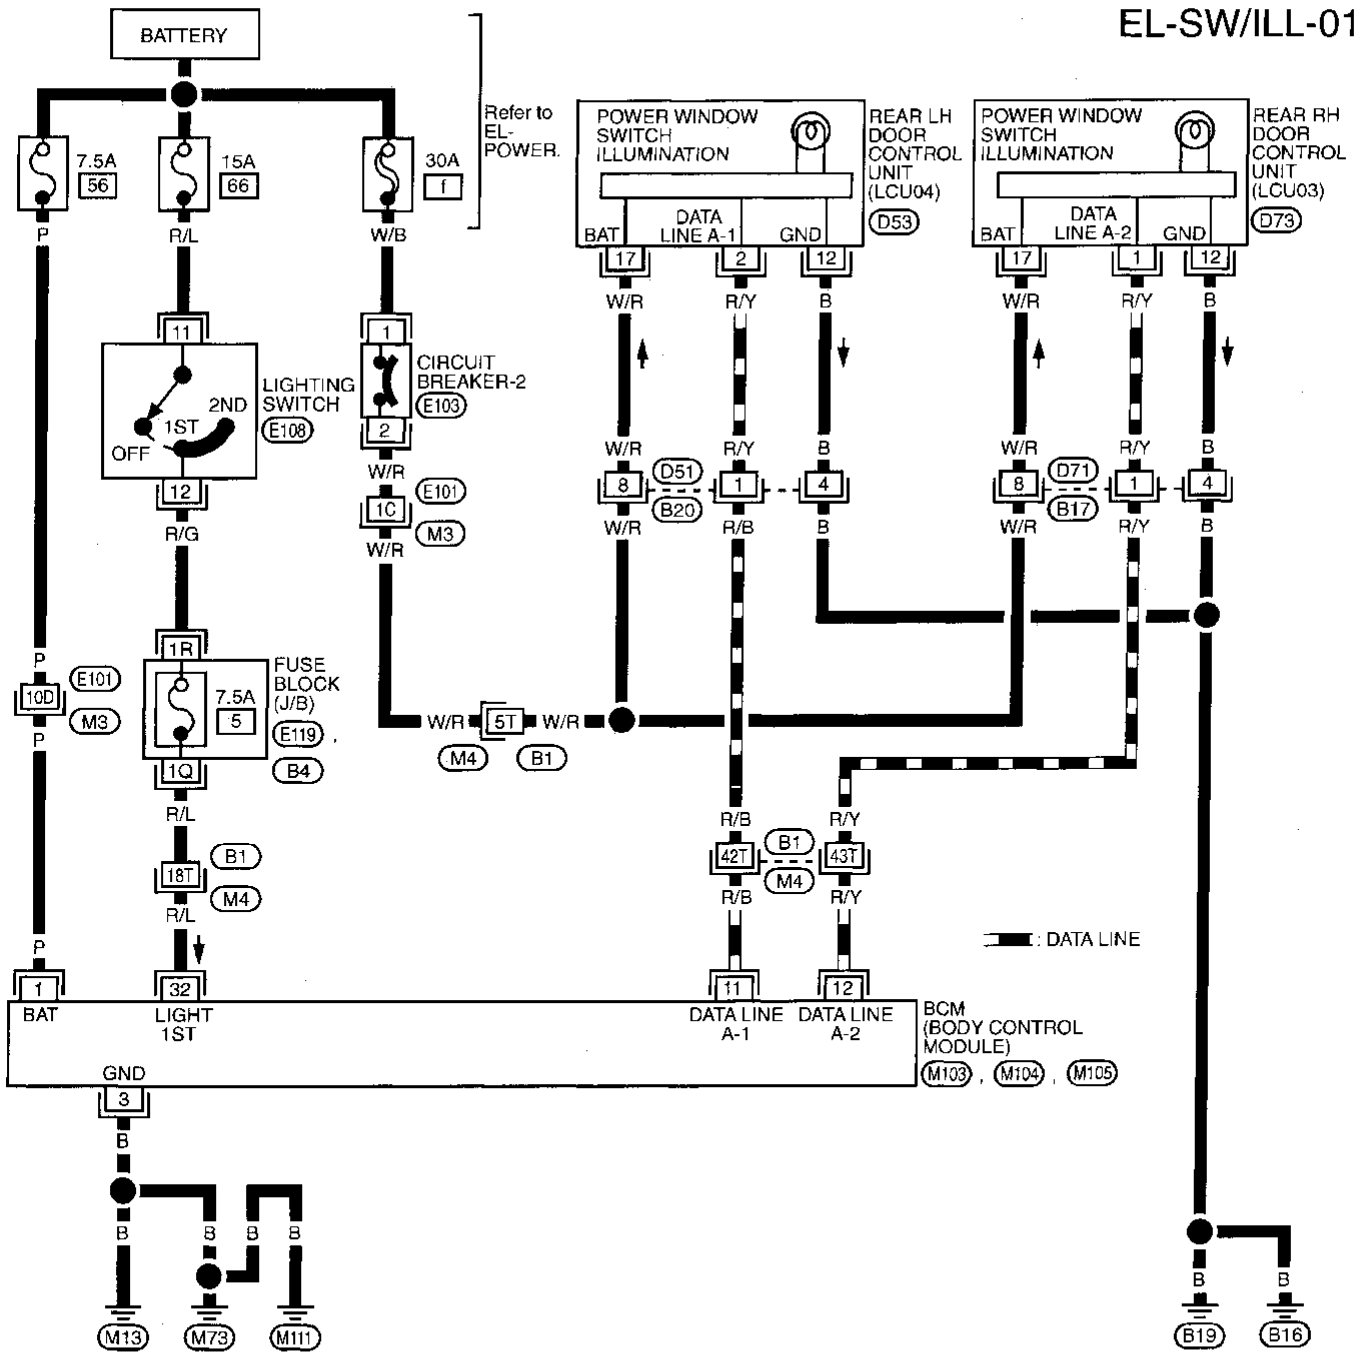 EL-SW/ILL-01
BATTERY
Refer to
EL-
POWER.
7.5A
56
15A
66
30A
f
P
R/L
W/B
POWER WINDOW
SWITCH
ILLUMINATION
DATA
LINE A-1
BAT
GND
REAR LH
DOOR
CONTROL
UNIT
(LCU04)
D53
POWER WINDOW
SWITCH
ILLUMINATION
DATA
LINE A-2
BAT
GND
REAR RH
DOOR
CONTROL
UNIT
(LCU03)
D73
17
2
12
17
1
12
W/R
R/Y
B
W/R
R/Y
B
11
1
2ND
1ST
OFF
LIGHTING
SWITCH
E108
CIRCUIT
BREAKER-2
E103
12
2
R/G
W/R
1C
E101
M3
W/R
W/R
R/Y
B
W/R
R/Y
B
8
D51
B20
1
4
8
D71
B17
1
4
W/R
R/B
B
W/R
R/Y
B
P
10D
E101
M3
P
1R
7.5A
5
FUSE
BLOCK
(J/B)
E119 ,
B4
1Q
W/R
5T
W/R
M4
B1
R/L
18T
B1
M4
R/L
R/B
R/Y
42T
B1
M4
43T
R/B
R/Y
: DATA LINE
P
1
32
11
12
BAT
LIGHT
1ST
DATA LINE
A-1
DATA LINE
A-2
BCM
(BODY CONTROL
MODULE)
M103 , M104 , M105
GND
3
B
B
B
B
B
M13
M73
M111
B
B
B19
B16